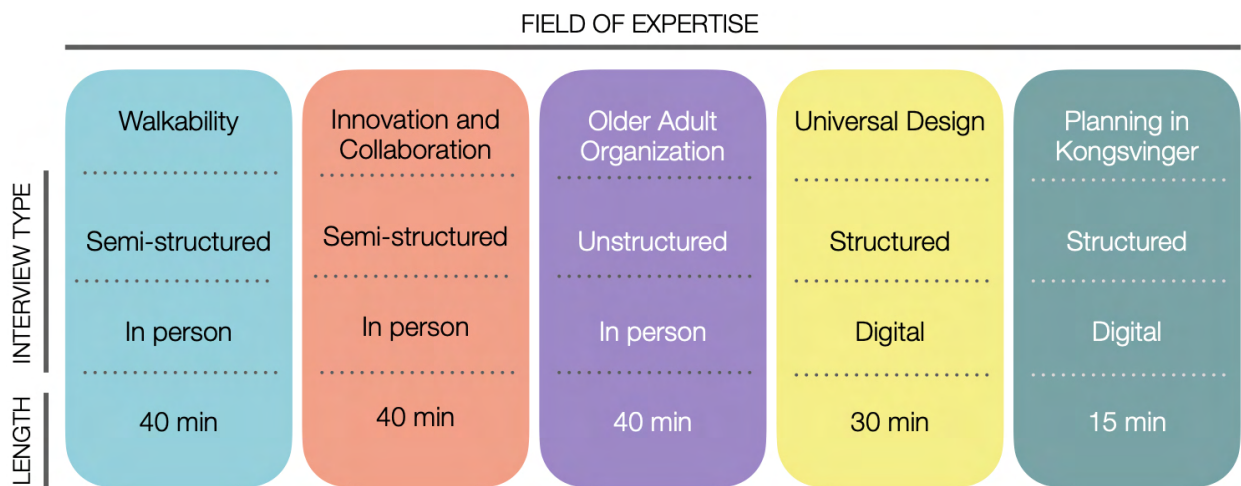 FIELD OF EXPERTISE
Walkability
Innovation and
Collaboration
Older Adult
Organization
Universal Design
Planning in
Kongsvinger
INTERVIEW TYPE
Semi-structured
Semi-structured
Unstructured
Structured
Structured
In person
In person
In person
Digital
Digital
LENGTH
40 min
40 min
40 min
30 min
15 min